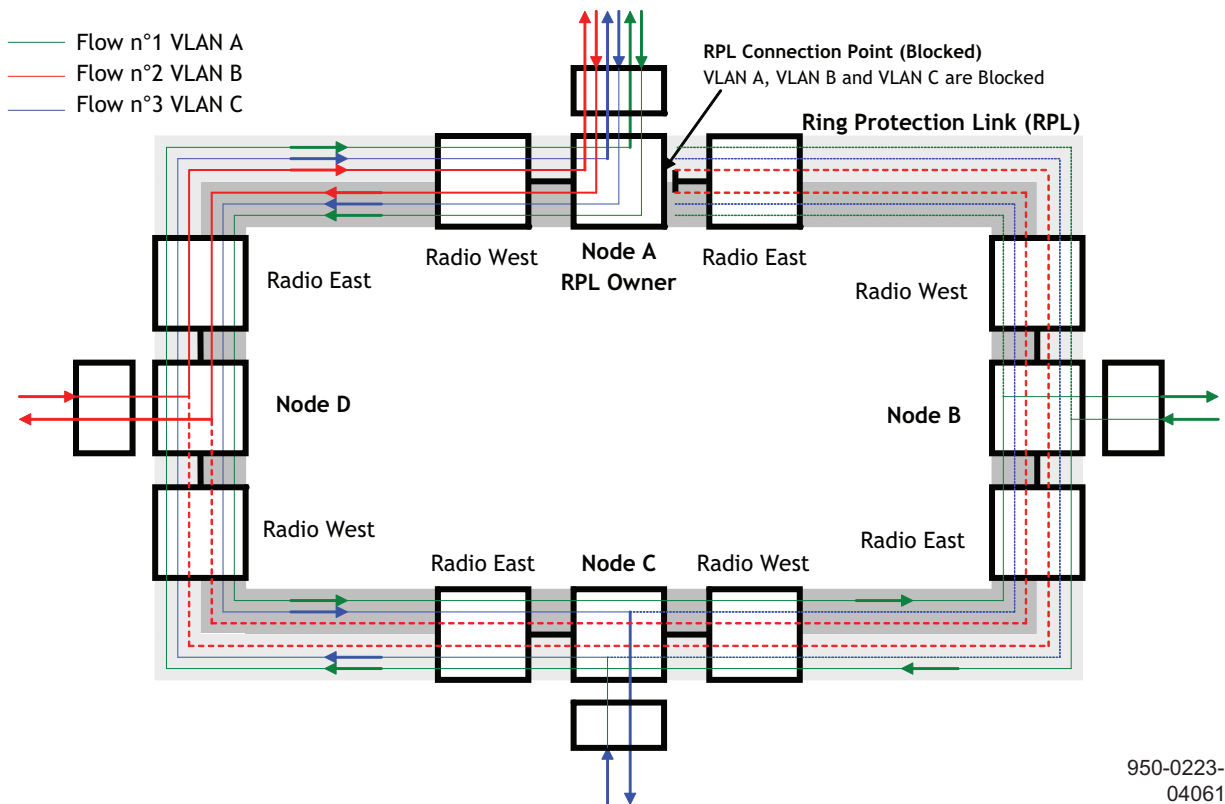 Flow n°1 VLAN A
Flow n°2 VLAN B
Flow n°3 VLAN C
RPL Connection Point (Blocked)
VLAN A, VLAN B and VLAN C are Blocked
Ring Protection Link (RPL)
Radio West
Node A
RPL Owner
Radio East
Radio East
Radio West
Node D
Node B
Radio West
Radio East
Radio East
Node C
Radio West
950-0223-
04061